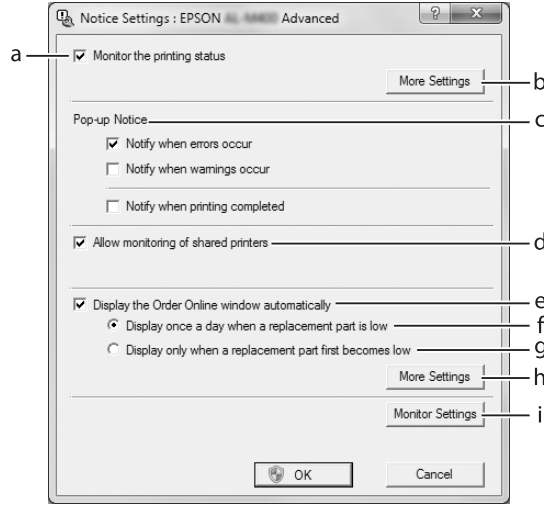 Notice Settings : EPSON Advanced
a
Monitor the printing status
More Settings
b
Pop-up Notice
c
Notify when errors occur
Notify when warnings occur
Notify when printing completed
Allow monitoring of shared printers
d
Display the Order Online window automatically
e
Display once a day when a replacement part is low
f
Display only when a replacement part first becomes low
g
More Settings
h
Monitor Settings
i
OK
Cancel